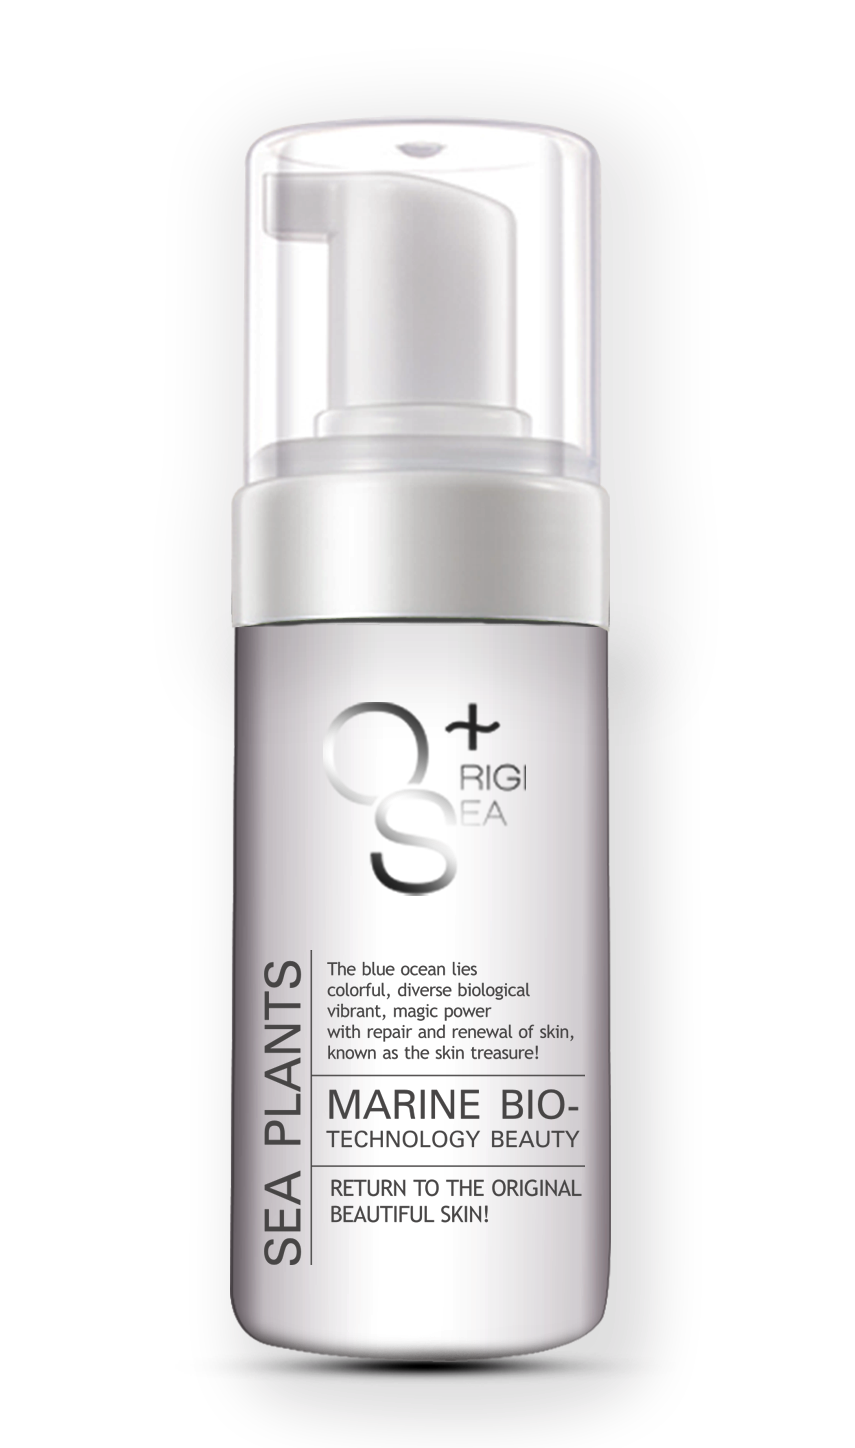 O+
RIGI
SEA
SEA PLANTS
The blue ocean lies
colorful, diverse biological
vibrant, magic power
with repair and renewal of skin,
known as the skin treasure!
MARINE BIO-
TECHNOLOGY BEAUTY
RETURN TO THE ORIGINAL
BEAUTIFUL SKIN!